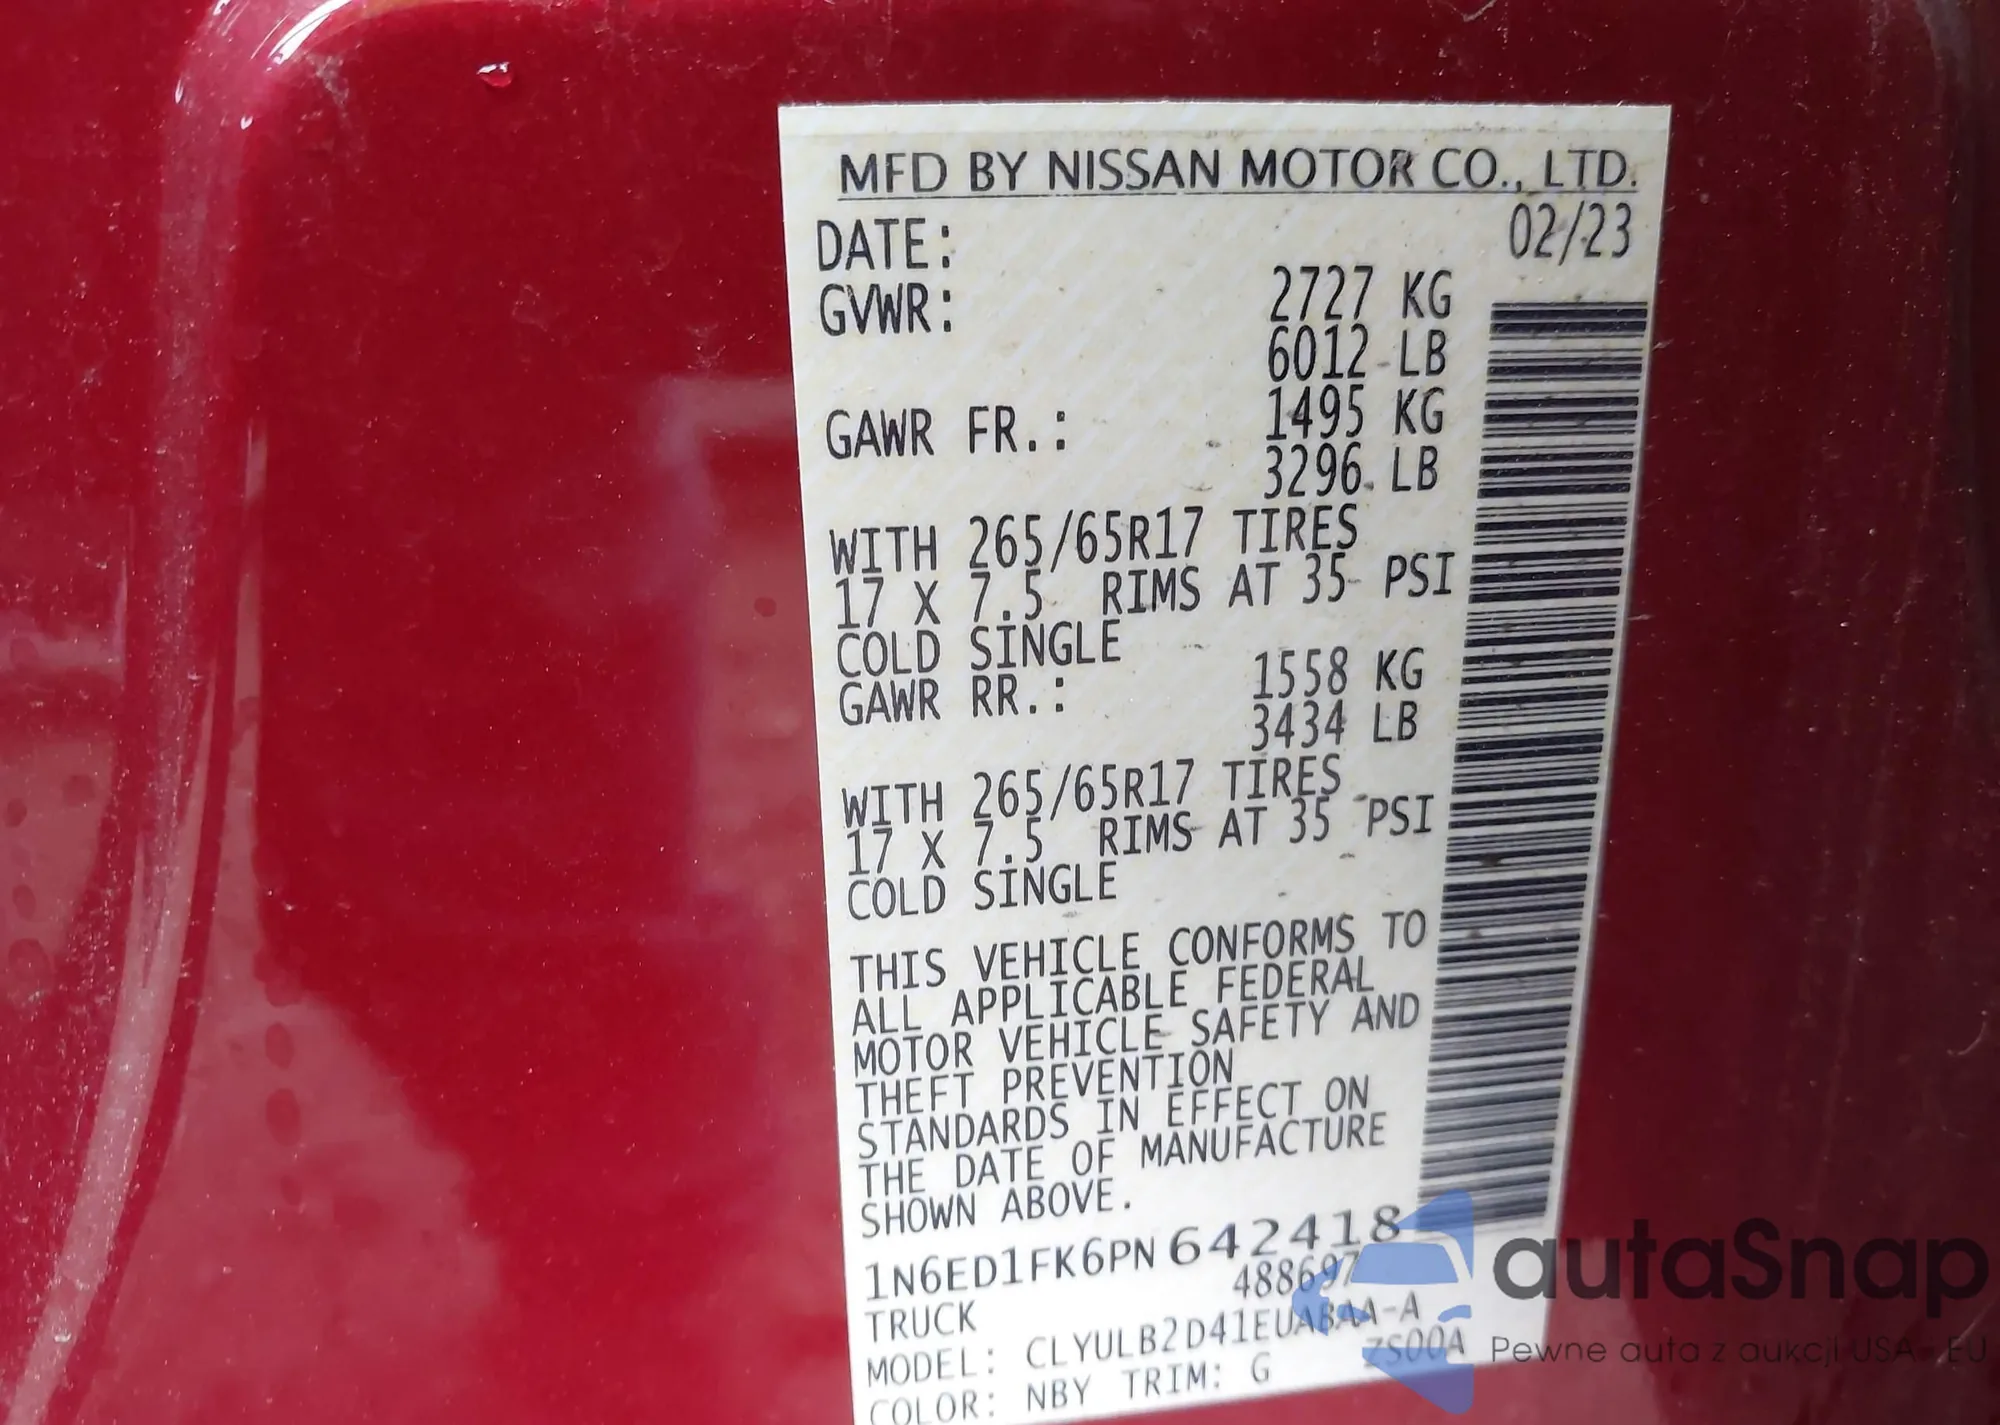 MFD BY NISSAN MOTOR CO., LTD.
DATE: 02/23
GVWR: 2727 KG
6012 LB
GAWR FR.: 1495 KG
3296 LB
WITH 265/65R17 TIRES
17 X 7.5 RIMS AT 35 PSI
COLD SINGLE
GAWR RR.: 1558 KG
3434 LB
WITH 265/65R17 TIRES
17 X 7.5 RIMS AT 35 PSI
COLD SINGLE
THIS VEHICLE CONFORMS TO
ALL APPLICABLE FEDERAL
MOTOR VEHICLE SAFETY AND
THEFT PREVENTION
STANDARDS IN EFFECT ON
THE DATE OF MANUFACTURE
SHOWN ABOVE.
1N6ED1FK6PN642418
488697
TRUCK
MODEL: CLYULB2D41EUABAA-A
COLOR: NBY TRIM: G ZS00A
autaSnap
Pewne auta z aukcji USA i EU